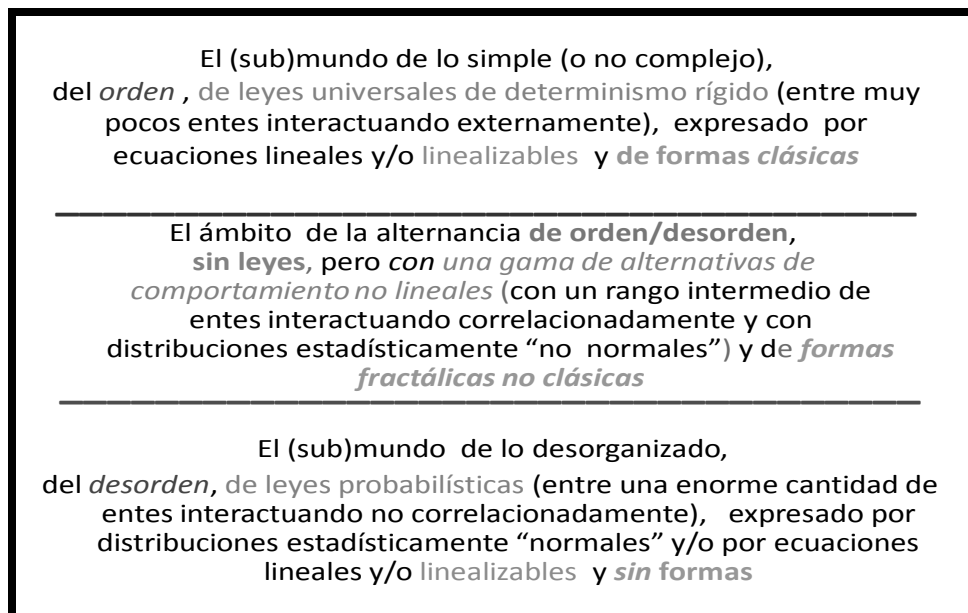 El (sub)mundo de lo simple (o no complejo),
del orden , de leyes universales de determinismo rígido (entre muy
pocos entes interactuando externamente), expresado por
ecuaciones lineales y/o linealizables y de formas clásicas
El ámbito de la alternancia de orden/desorden,
sin leyes, pero con una gama de alternativas de
comportamiento no lineales (con un rango intermedio de
entes interactuando correlacionadamente y con
distribuciones estadísticamente “no normales”) y de formas
fractálicas no clásicas
El (sub)mundo de lo desorganizado,
del desorden, de leyes probabilísticas (entre una enorme cantidad de
entes interactuando no correlacionadamente), expresado por
distribuciones estadísticamente “normales” y/o por ecuaciones
lineales y/o linealizables y sin formas